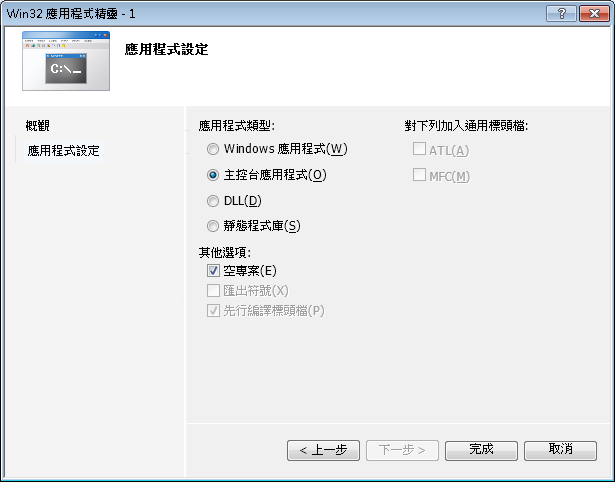 Win32 應用程式精靈 - 1
C:\_
應用程式設定
概觀
應用程式設定
應用程式類型:
Windows 應用程式(W)
主控台應用程式(O)
DLL(D)
靜態程式庫(S)
其他選項:
空專案(E)
匯出符號(X)
先行編譯標頭檔(P)
對下列加入通用標頭檔:
ATL(A)
MFC(M)
< 上一步
下一步 >
完成
取消